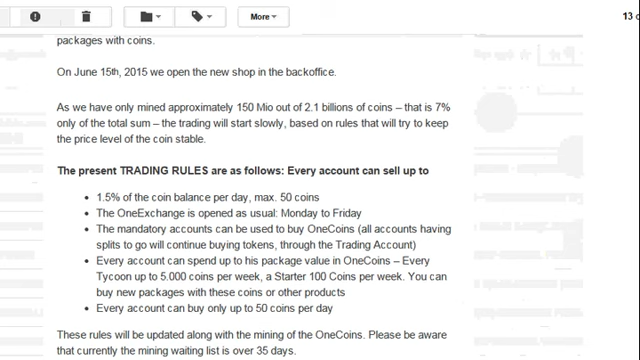 More
13
packages with coins.
On June 15th, 2015 we open the new shop in the backoffice.
As we have only mined approximately 150 Mio out of 2.1 billions of coins – that is 7%
only of the total sum – the trading will start slowly, based on rules that will try to keep
the price level of the coin stable.
The present TRADING RULES are as follows: Every account can sell up to
• 1.5% of the coin balance per day, max. 50 coins
• The OneExchange is opened as usual: Monday to Friday
• The mandatory accounts can be used to buy OneCoins (all accounts having
splits to go will continue buying tokens, through the Trading Account)
• Every account can spend up to his package value in OneCoins – Every
Tycoon up to 5.000 coins per week, a Starter 100 Coins per week. You can
buy new packages with these coins or other products
• Every account can buy only up to 50 coins per day
These rules will be updated along with the mining of the OneCoins. Please be aware
that currently the mining waiting list is over 35 days.